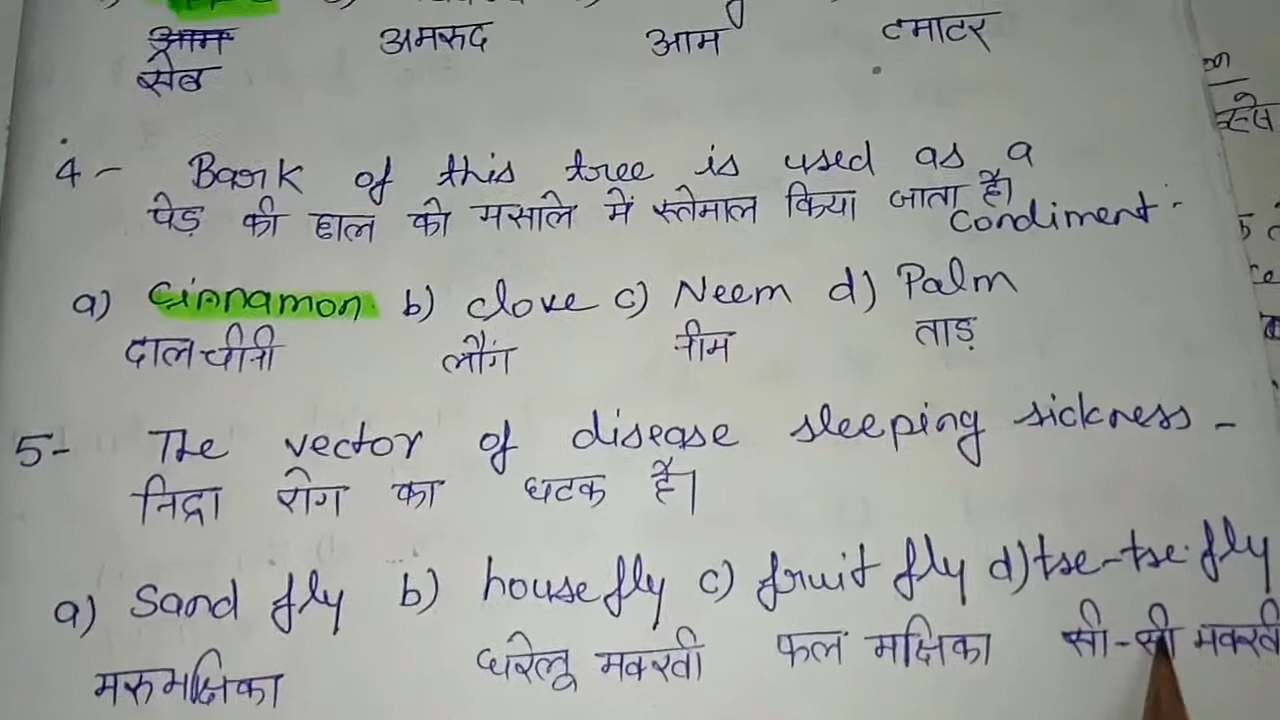 आम अमरुद आम टमाटर
सेब
4- Bark of this tree is used as a
पेड़ की छाल को मसाले में स्तेमाल किया जाता है।
condiment.
a) Cinnamon b) clove c) Neem d) Palm
दालचीनी लौंग नीम ताड़
5- The vector of disease sleeping sickness -
निद्रा रोग का घटक है।
a) Sand fly b) housefly c) fruit fly d) tse-tse fly
मरुमक्षिका घरेलू मक्खी फल मक्षिका सी-सी मक्खी